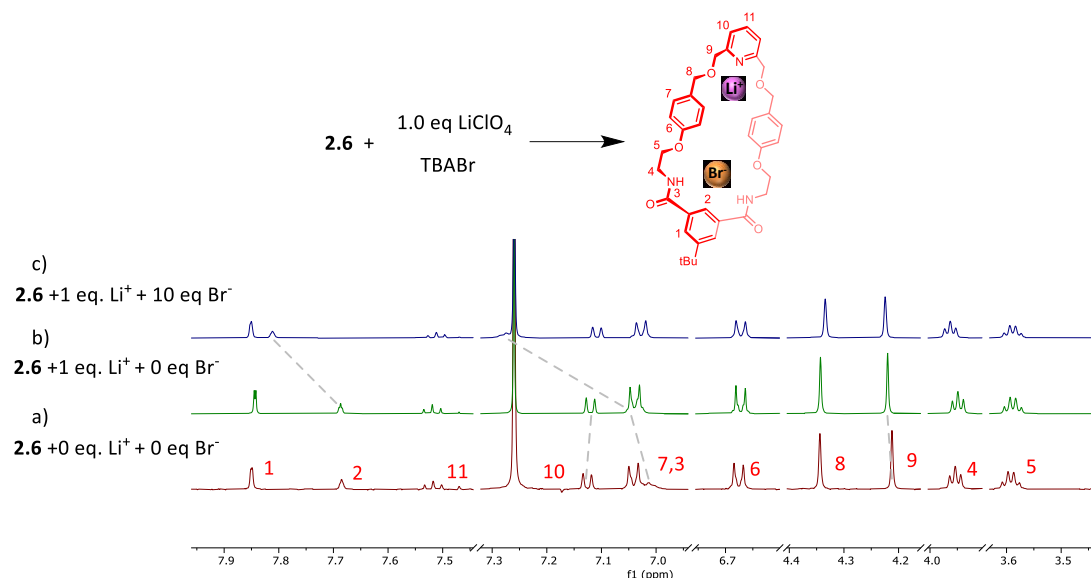 11
10
9
N
8
O
O
Li⁺
7
6
1.0 eq LiClO₄
2.6 +
TBABr
5
O
O
4
Br⁻
NH
3
2
HN
O
O
1
tBu
c)
2.6 +1 eq. Li⁺ + 10 eq Br⁻
b)
2.6 +1 eq. Li⁺ + 0 eq Br⁻
a)
2.6 +0 eq. Li⁺ + 0 eq Br⁻
1
2
11
10
7,3
6
8
9
4
5
7.9 7.8 7.7 7.6 7.5 7.3 7.2 7.1 7.0 6.7 4.4 4.3 4.2 4.0 3.6 3.5
f1 (ppm)